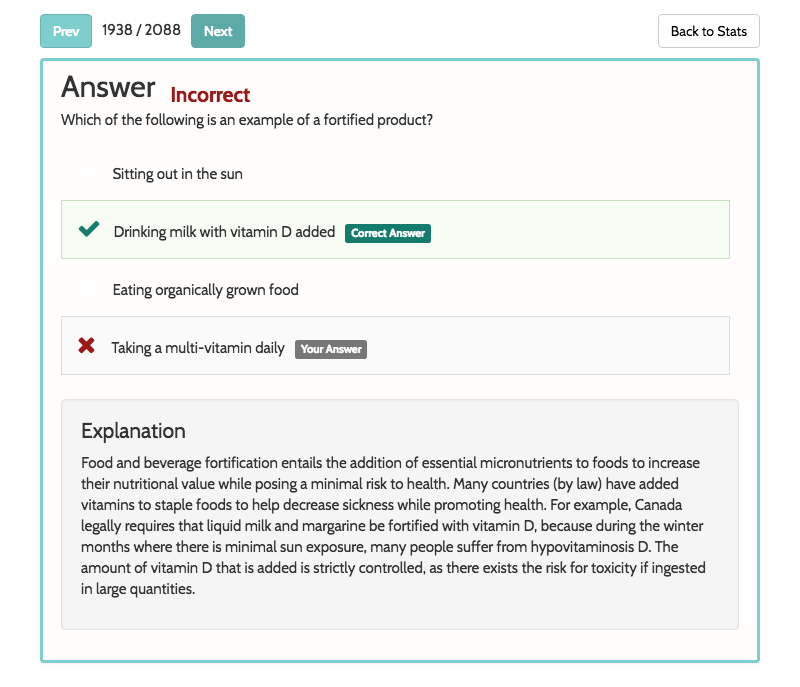 Prev 1938 / 2088 Next Back to Stats
Answer Incorrect
Which of the following is an example of a fortified product?
Sitting out in the sun
Drinking milk with vitamin D added Correct Answer
Eating organically grown food
Taking a multi-vitamin daily Your Answer
Explanation
Food and beverage fortification entails the addition of essential micronutrients to foods to increase
their nutritional value while posing a minimal risk to health. Many countries (by law) have added
vitamins to staple foods to help decrease sickness while promoting health. For example, Canada
legally requires that liquid milk and margarine be fortified with vitamin D, because during the winter
months where there is minimal sun exposure, many people suffer from hypovitaminosis D. The
amount of vitamin D that is added is strictly controlled, as there exists the risk for toxicity if ingested
in large quantities.